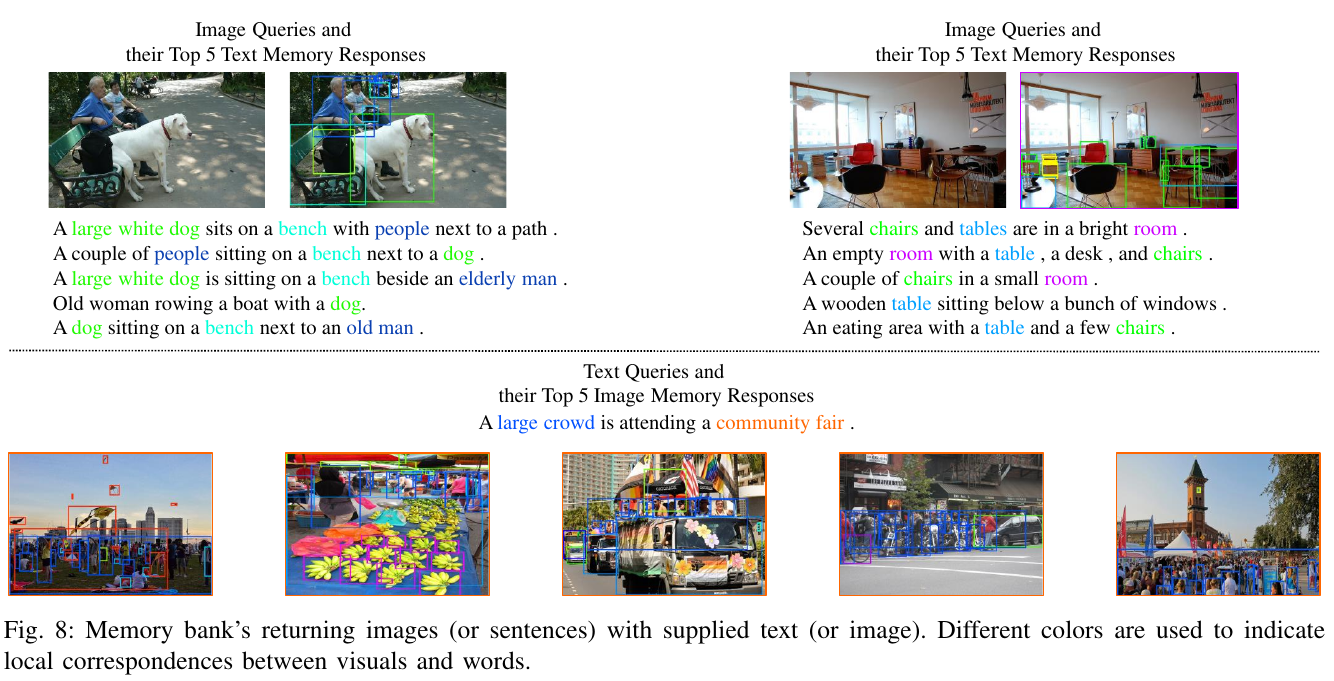 Image Queries and
their Top 5 Text Memory Responses
A large white dog sits on a bench with people next to a path .
A couple of people sitting on a bench next to a dog .
A large white dog is sitting on a bench beside an elderly man .
Old woman rowing a boat with a dog.
A dog sitting on a bench next to an old man .
Image Queries and
their Top 5 Text Memory Responses
Several chairs and tables are in a bright room .
An empty room with a table , a desk , and chairs .
A couple of chairs in a small room .
A wooden table sitting below a bunch of windows .
An eating area with a table and a few chairs .
Text Queries and
their Top 5 Image Memory Responses
A large crowd is attending a community fair .
Fig. 8: Memory bank's returning images (or sentences) with supplied text (or image). Different colors are used to indicate
local correspondences between visuals and words.